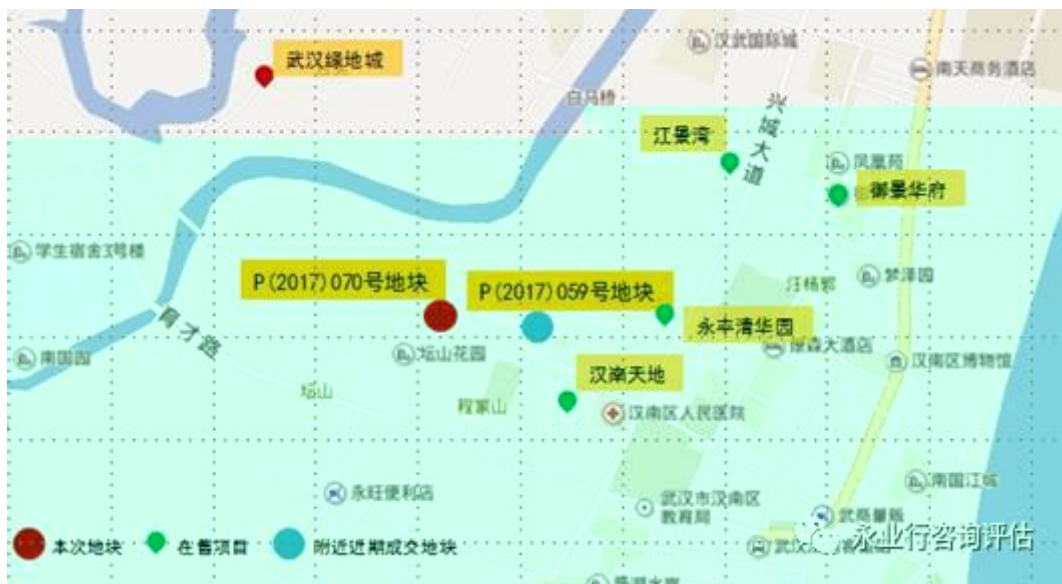 武汉绿地城
汉武国际城
南天商务酒店
白马桥
兴城大道
江景湾
凤凰苑
御景华府
学生宿舍3号楼
P(2017)070号地块
P(2017)059号地块
汪杨郭
梦泽园
育才路
永丰清华园
南国园
坛山花园
绿森大酒店
汉南区博物馆
汉南天地
坛山
程家山
汉南区人民医院
永旺便利店
武汉市汉南区
教育局
南国江城
武商量贩
本次地块
在售项目
附近近期成交地块
永业行咨询评估